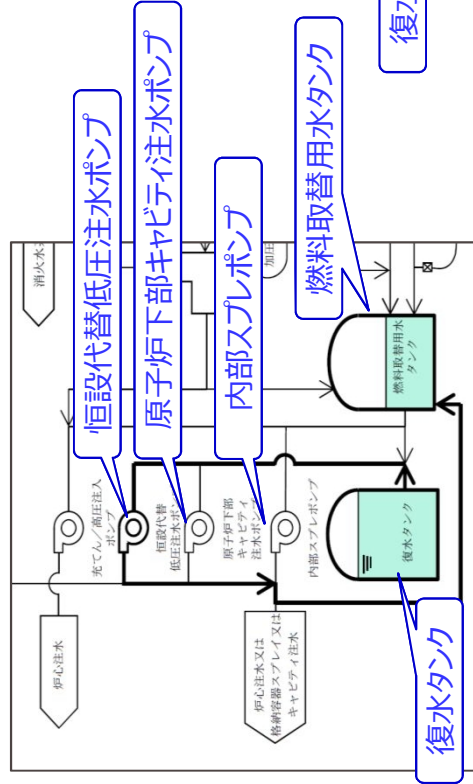 消火水
加圧
恒設代替低圧注水ポンプ
原子炉下部キャビティ注水ポンプ
内部スプレポンプ
燃料取替用水タンク
復水
充てん／高圧注入
ポンプ
恒設代替
低圧注水ポンプ
原子炉下部
キャビティ
注水ポンプ
内部スプレポンプ
燃料取替用水
タンク
復水タンク
炉心注水
炉心注水又は
格納容器スプレイ又は
キャビティ注水
復水タンク